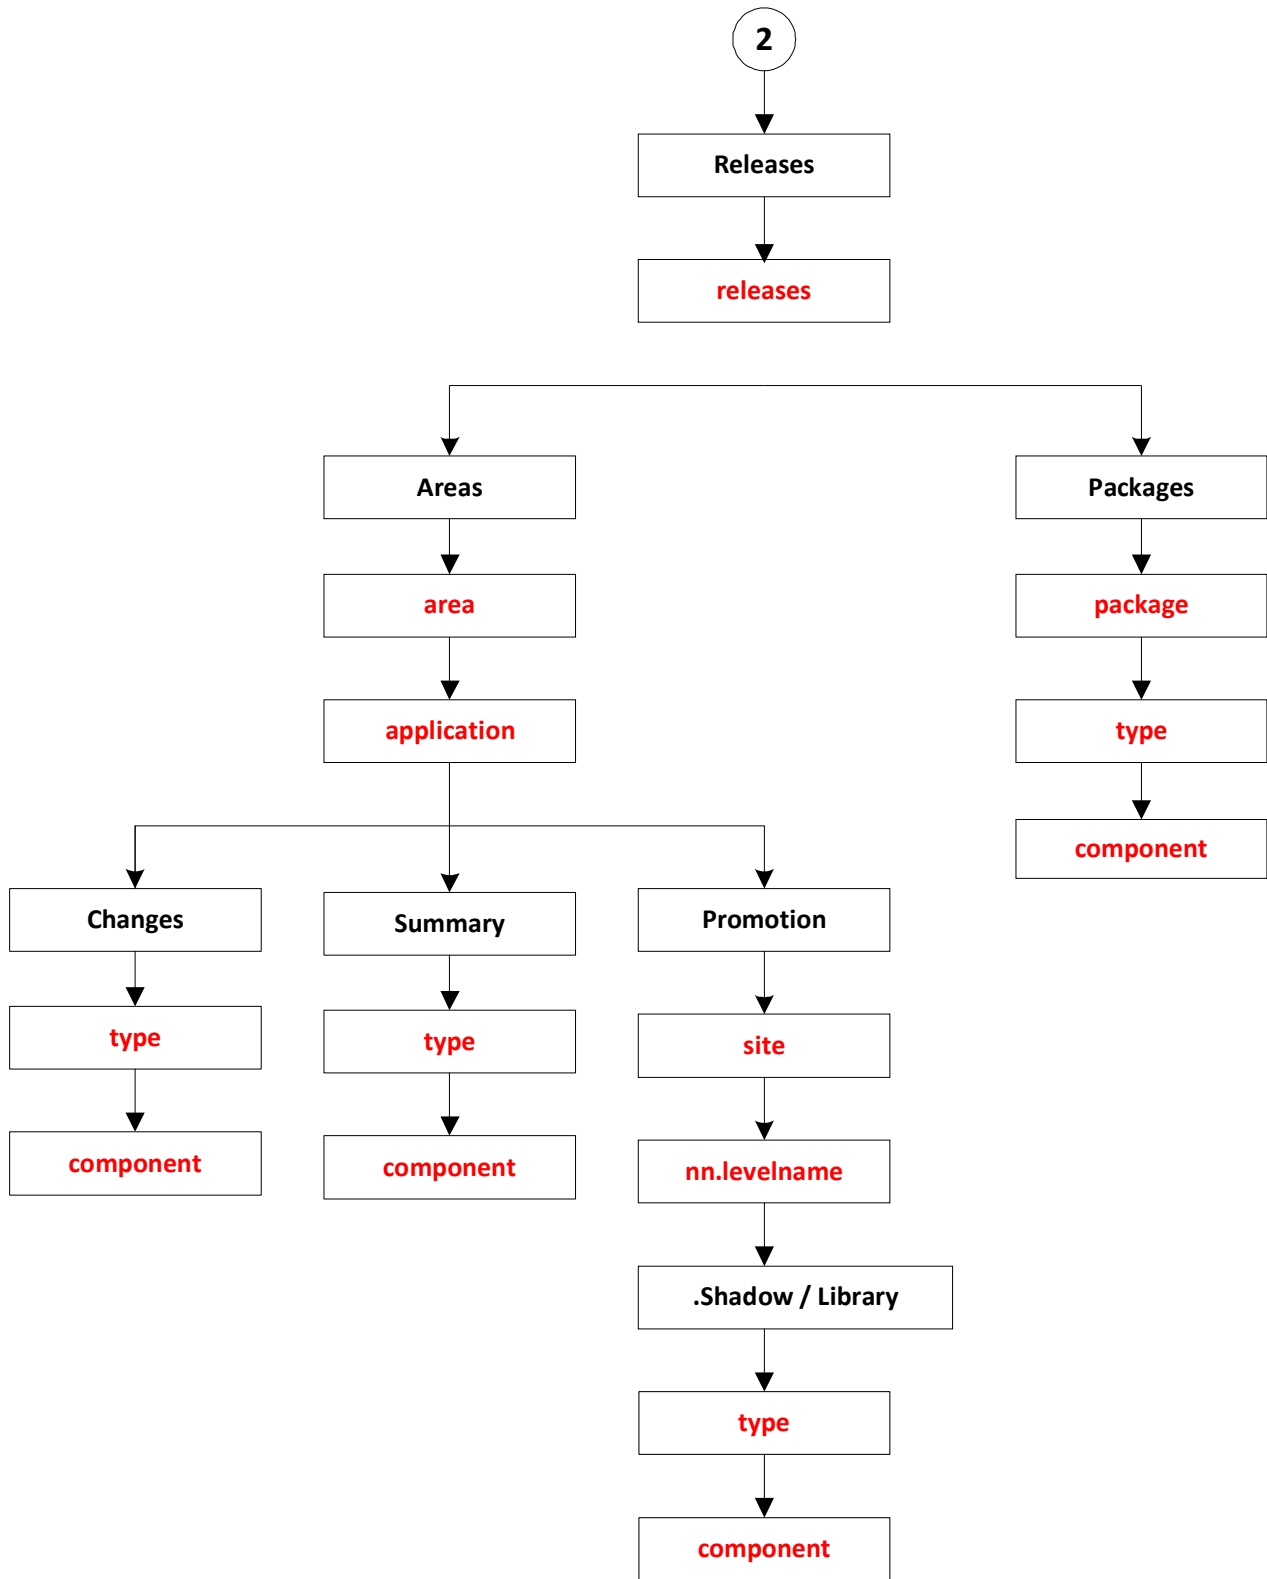 2
Releases
releases
Areas
Packages
area
package
application
type
component
Changes
Summary
Promotion
type
type
site
component
component
nn.levelname
.Shadow / Library
type
component